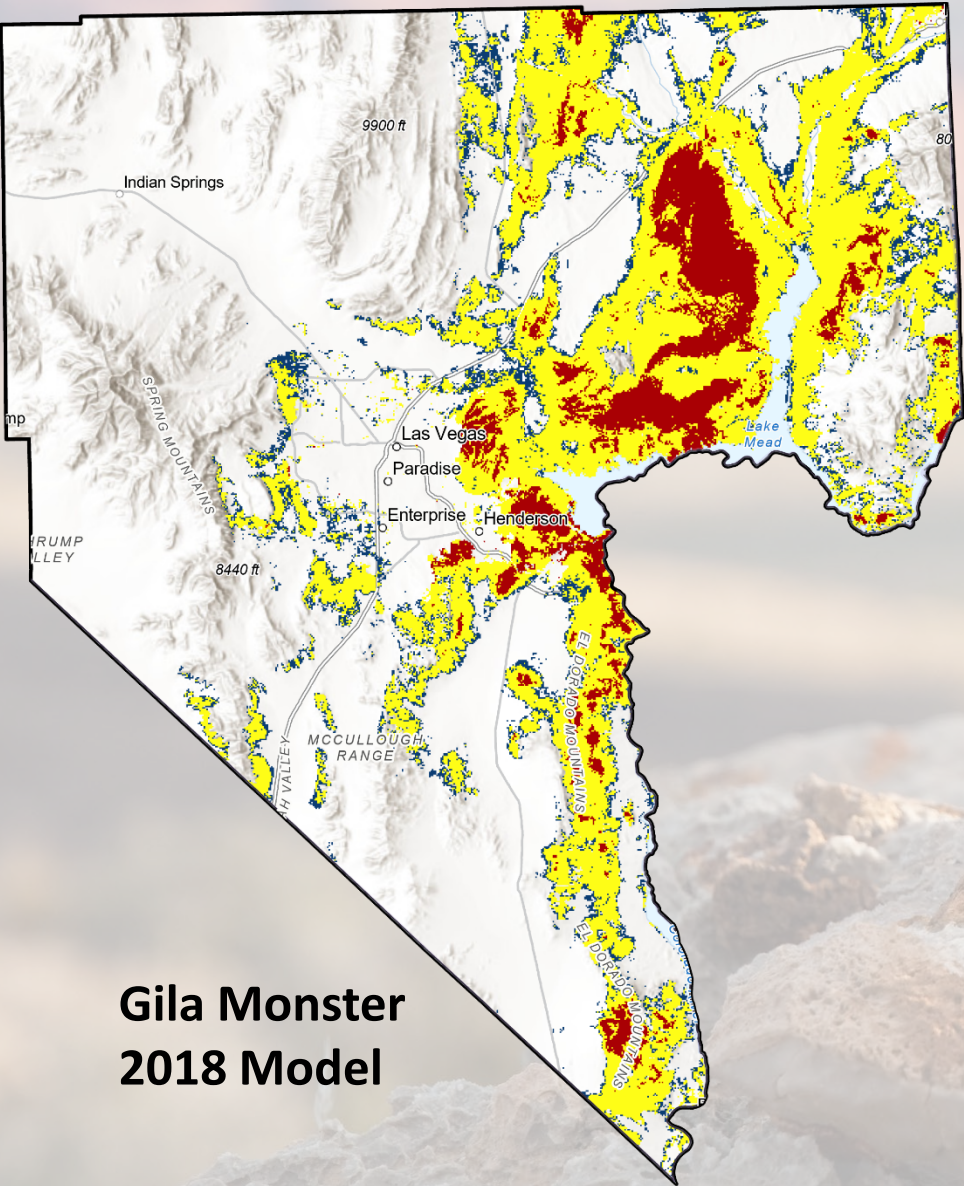 9900 ft
80
Indian Springs
SPRING MOUNTAINS
mp
Las Vegas
Lake
Mead
Paradise
Enterprise
Henderson
LLEY
8440 ft
EL DORADO MOUNTAINS
MCCULLOUGH
RANGE
AH VALLEY
EL DORADO MOUNTAINS
Gila Monster
2018 Model